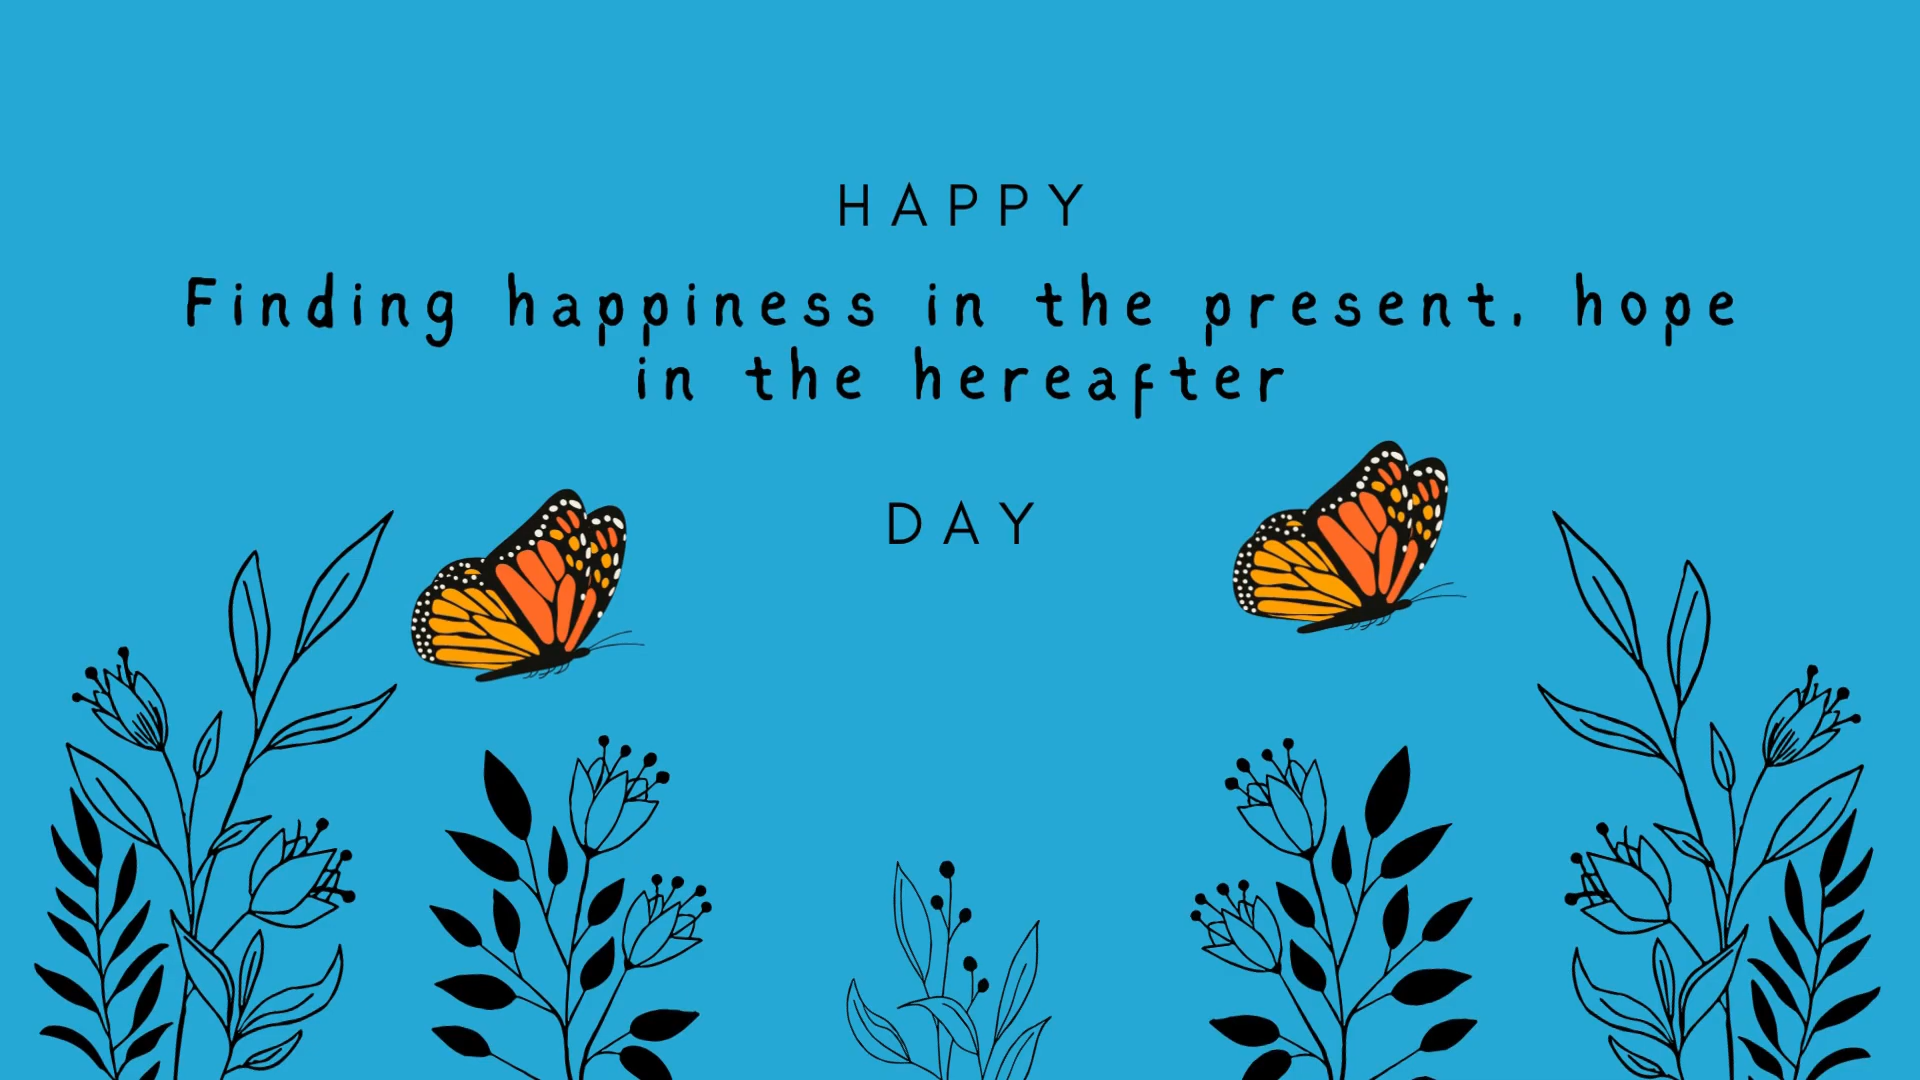 HAPPY
Finding happiness in the present, hope
in the hereafter
DAY